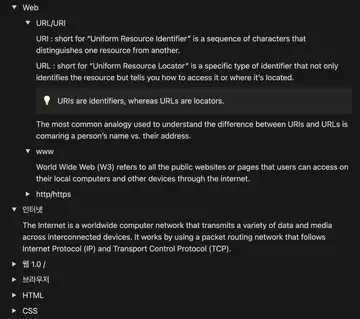 Web
URL/URI
URI : short for “Uniform Resource Identifier” is a sequence of characters that
distinguishes one resource from another.
URL : short for “Uniform Resource Locator” is a specific type of identifier that not only
identifies the resource but tells you how to access it or where it’s located.
URIs are identifiers, whereas URLs are locators.
The most common analogy used to understand the difference between URIs and URLs is
comaring a person’s name vs. their address.
www
World Wide Web (W3) refers to all the public websites or pages that users can access on
their local computers and other devices through the internet.
http/https
인터넷
The Internet is a worldwide computer network that transmits a variety of data and media
across interconnected devices. It works by using a packet routing network that follows
Internet Protocol (IP) and Transport Control Protocol (TCP).
웹 1.0 /
브라우저
HTML
CSS